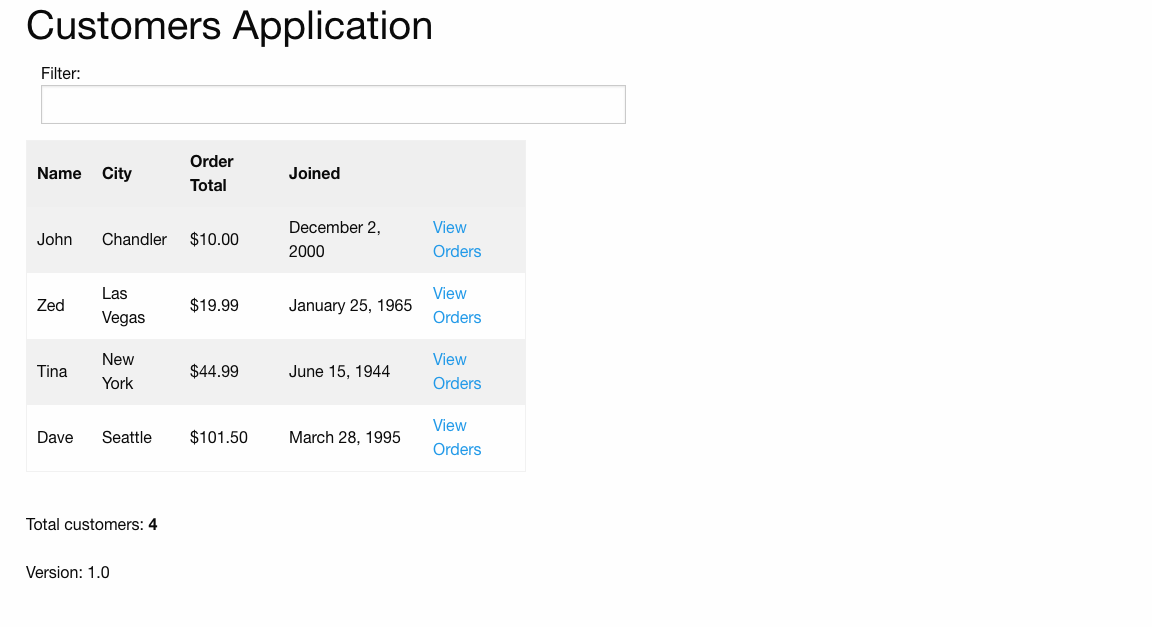 Customers Application
Filter:
Name City Order Total Joined
John Chandler $10.00 December 2, 2000 View Orders
Zed Las Vegas $19.99 January 25, 1965 View Orders
Tina New York $44.99 June 15, 1944 View Orders
Dave Seattle $101.50 March 28, 1995 View Orders
Total customers: 4
Version: 1.0